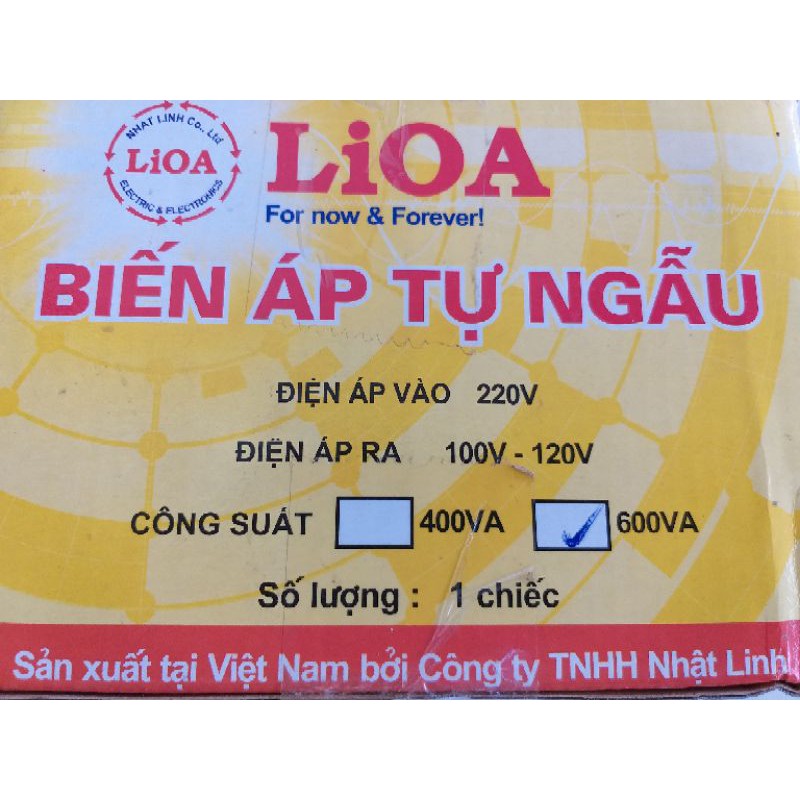 NHAT LINH Co., Ltd
LiOA
ELECTRIC & ELECTRONICS
LiOA
For now & Forever!
BIẾN ÁP TỰ NGẪU
ĐIỆN ÁP VÀO 220V
ĐIỆN ÁP RA 100V - 120V
CÔNG SUẤT 400VA 600VA
Số lượng : 1 chiếc
Sản xuất tại Việt Nam bởi Công ty TNHH Nhật Linh